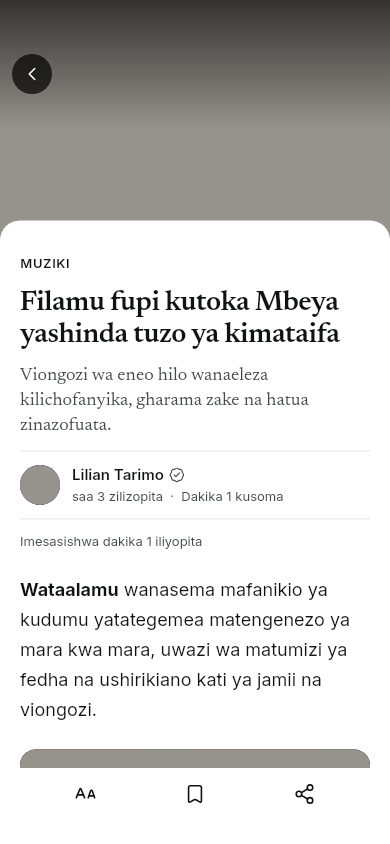 MUZIKI
Filamu fupi kutoka Mbeya
yashinda tuzo ya kimataifa
Viongozi wa eneo hilo wanaeleza
kilichofanyika, gharama zake na hatua
zinazofuata.
Lilian Tarimo
saa 3 zilizopita · Dakika 1 kusoma
Imesasishwa dakika 1 iliyopita
Wataalamu wanasema mafanikio ya
kudumu yatategemea matengenezo ya
mara kwa mara, uwazi wa matumizi ya
fedha na ushirikiano kati ya jamii na
viongozi.
AA